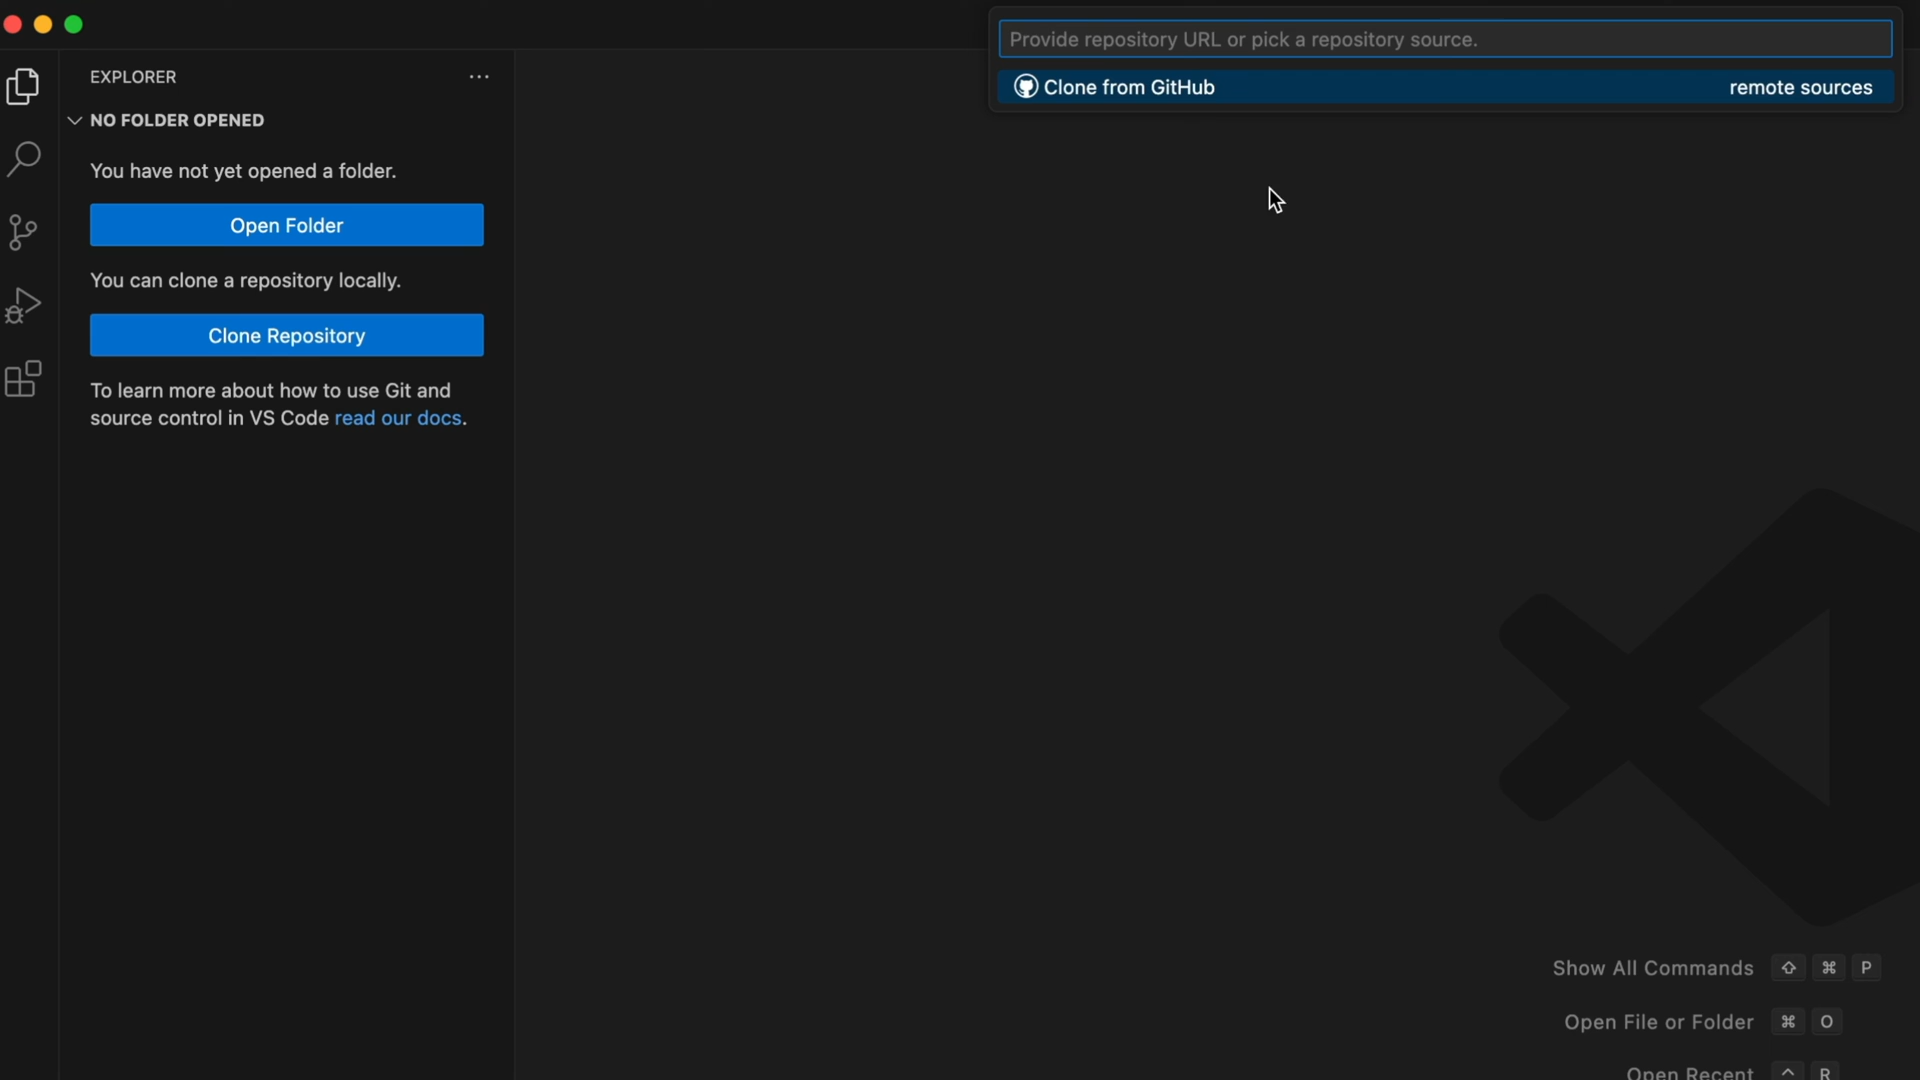 Provide repository URL or pick a repository source.
Clone from GitHub remote sources
EXPLORER
NO FOLDER OPENED
You have not yet opened a folder.
Open Folder
You can clone a repository locally.
Clone Repository
To learn more about how to use Git and
source control in VS Code read our docs.
Show All Commands ⇧ ⌘ P
Open File or Folder ⌘ O
Open Recent ^ R